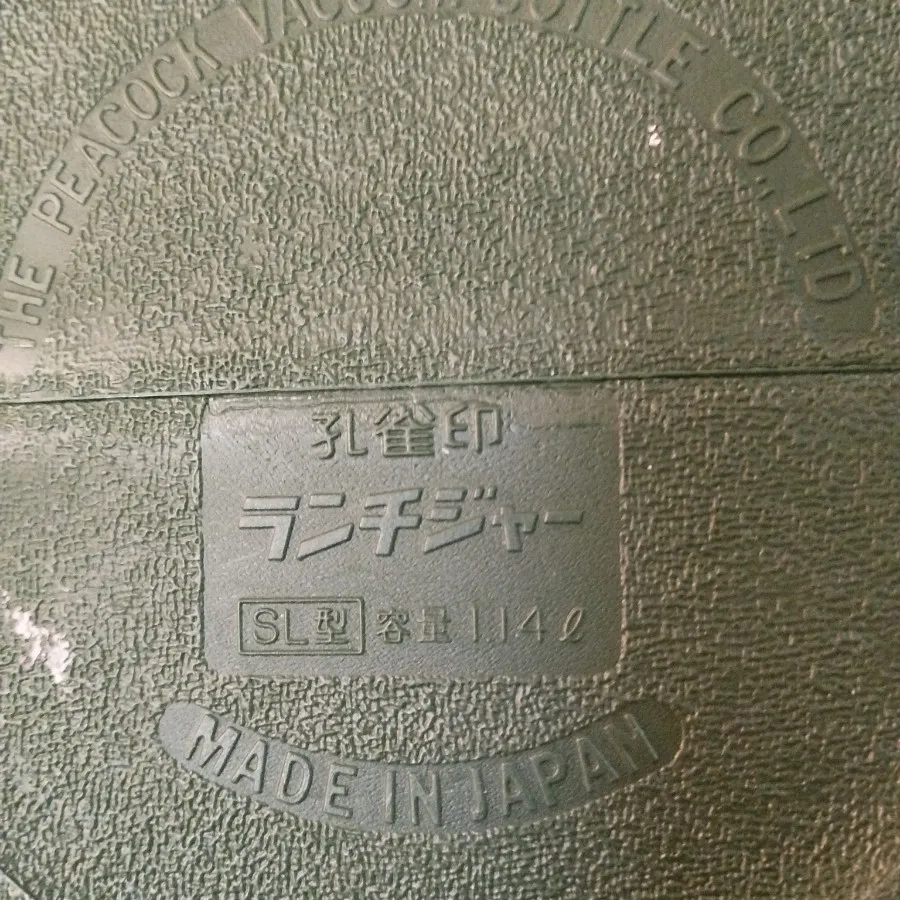 THE PEACOCK VACUUM BOTTLE CO., LTD
孔雀印
ランチジャー
SL型 容量 1.14ℓ
MADE IN JAPAN